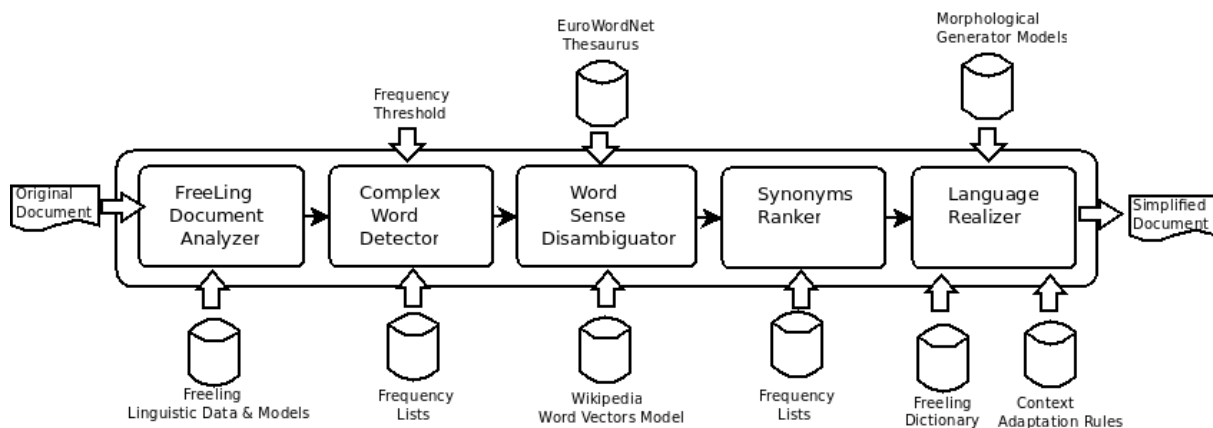 EuroWordNet
Thesaurus
Morphological
Generator Models
Frequency
Threshold
Original
Document
FreeLing
Document
Analyzer
Complex
Word
Detector
Word
Sense
Disambiguator
Synonyms
Ranker
Language
Realizer
Simplified
Document
Freeling
Linguistic Data & Models
Frequency
Lists
Wikipedia
Word Vectors Model
Frequency
Lists
Freeling
Dictionary
Context
Adaptation Rules